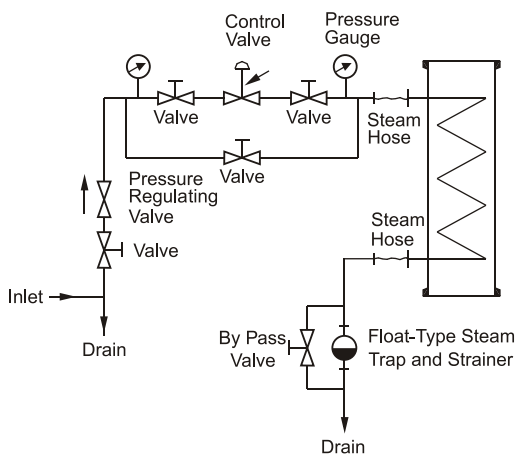 Control
Valve
Pressure
Gauge
Valve
Valve
Steam
Hose
Valve
Pressure
Regulating
Valve
Steam
Hose
Valve
Inlet
Drain
By Pass
Valve
Float-Type Steam
Trap and Strainer
Drain